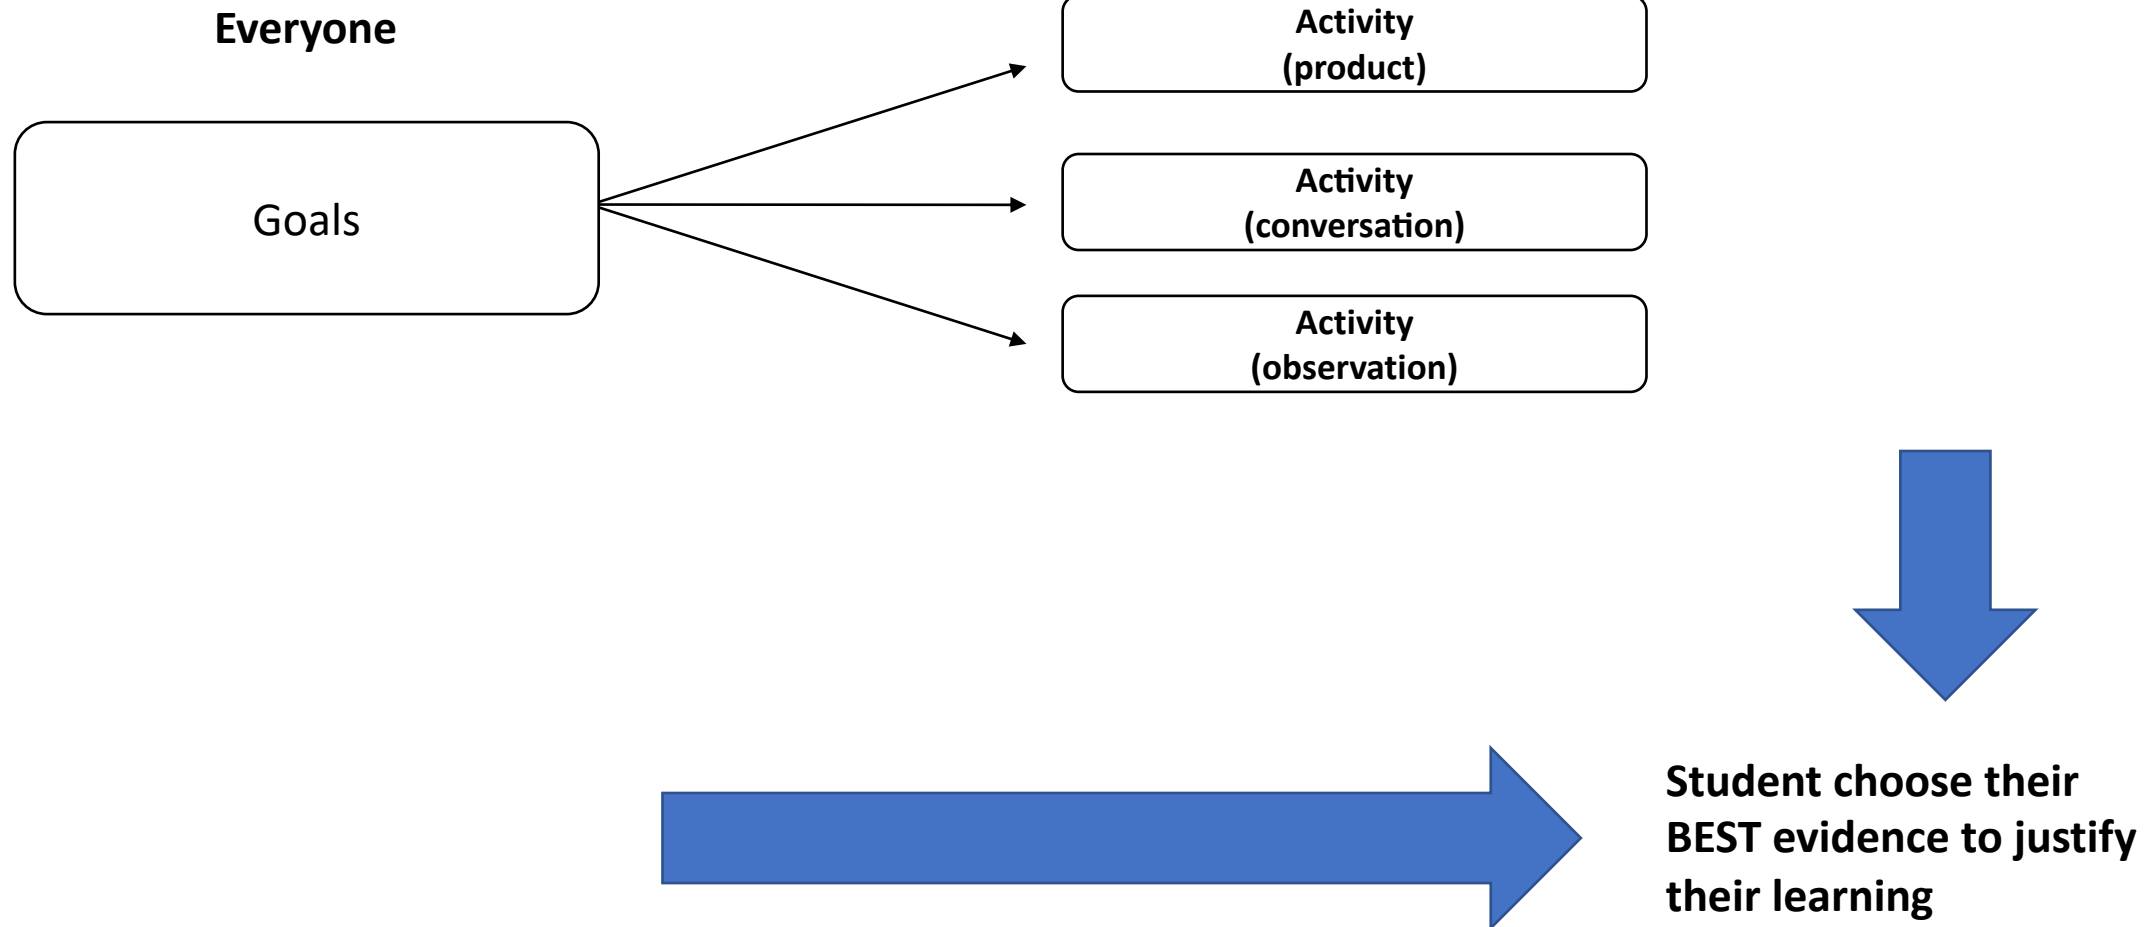 Everyone
Goals
Activity
(product)
Activity
(conversation)
Activity
(observation)
Student choose their
BEST evidence to justify
their learning